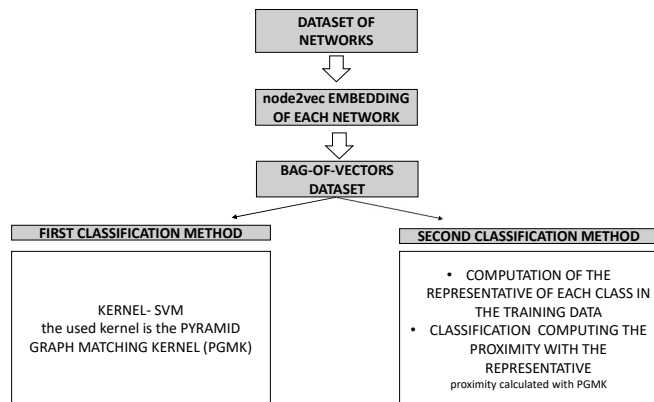 DATASET OF
NETWORKS
node2vec EMBEDDING
OF EACH NETWORK
BAG-OF-VECTORS
DATASET
FIRST CLASSIFICATION METHOD
KERNEL- SVM
the used kernel is the PYRAMID
GRAPH MATCHING KERNEL (PGMK)
SECOND CLASSIFICATION METHOD
• COMPUTATION OF THE
REPRESENTATIVE OF EACH CLASS IN
THE TRAINING DATA
• CLASSIFICATION COMPUTING THE
PROXIMITY WITH THE
REPRESENTATIVE
proximity calculated with PGMK